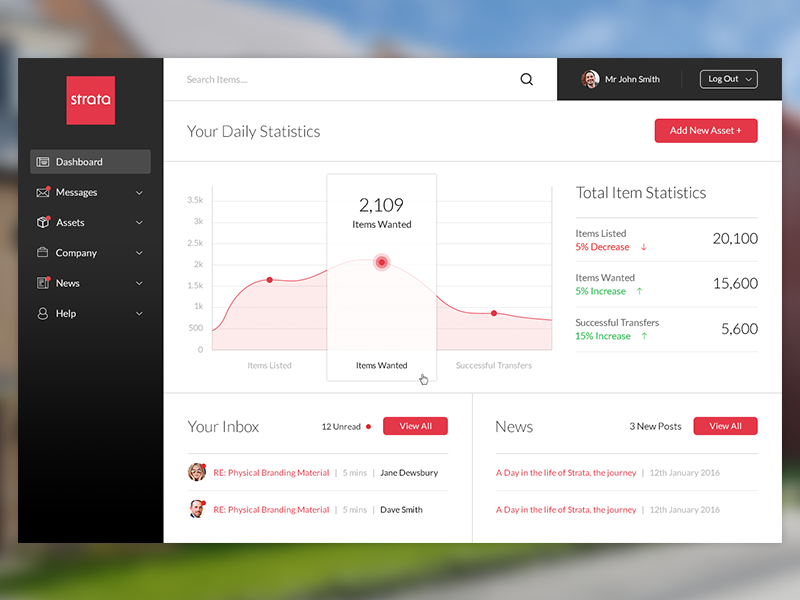 strata
Search Items....
Mr John Smith
Log Out
Dashboard
Messages
Assets
Company
News
Help
Your Daily Statistics
Add New Asset +
3.5k
3k
2.5k
2k
1.5k
1k
500
0
2,109
Items Wanted
Items Listed
Items Wanted
Successful Transfers
Total Item Statistics
Items Listed
5% Decrease ↓
20,100
Items Wanted
5% Increase ↑
15,600
Successful Transfers
15% Increase ↑
5,600
Your Inbox
12 Unread
View All
RE: Physical Branding Material | 5 mins | Jane Dewsbury
RE: Physical Branding Material | 5 mins | Dave Smith
News
3 New Posts
View All
A Day in the life of Strata, the journey | 12th January 2016
A Day in the life of Strata, the journey | 12th January 2016